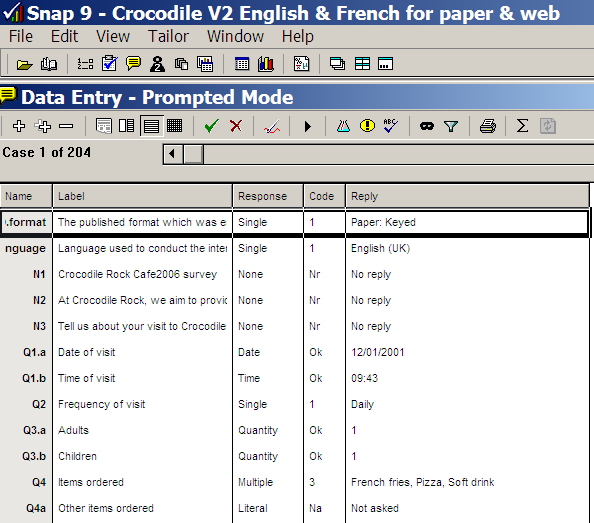 Snap 9 - Crocodile V2 English & French for paper & web
File Edit View Tailor Window Help
Data Entry - Prompted Mode
ABC
Case 1 of 204
Name Label Response Code Reply
.format The published format which was e Single 1 Paper: Keyed
nguage Language used to conduct the inter Single 1 English (UK)
N1 Crocodile Rock Cafe2006 survey None Nr No reply
N2 At Crocodile Rock, we aim to provid None Nr No reply
N3 Tell us about your visit to Crocodile None Nr No reply
Q1.a Date of visit Date Ok 12/01/2001
Q1.b Time of visit Time Ok 09:43
Q2 Frequency of visit Single 1 Daily
Q3.a Adults Quantity Ok 1
Q3.b Children Quantity Ok 1
Q4 Items ordered Multiple 3 French fries, Pizza, Soft drink
Q4a Other items ordered Literal Na Not asked